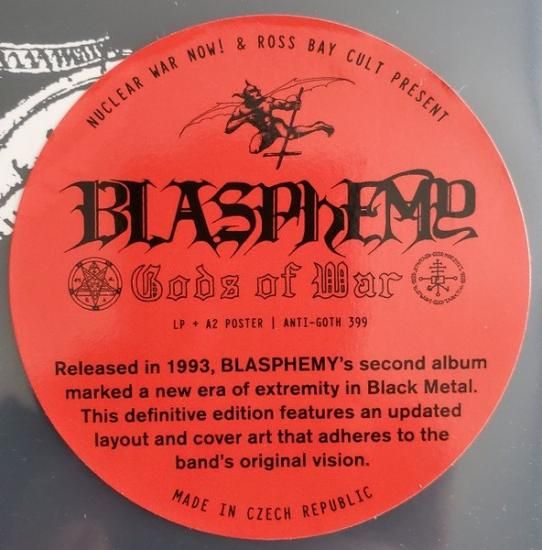 NUCLEAR WAR NOW! & ROSS BAY CULT PRESENT
BLASPHEMY
Gods of War
LP + A2 POSTER | ANTI-GOTH 399
Released in 1993, BLASPHEMY's second album
marked a new era of extremity in Black Metal.
This definitive edition features an updated
layout and cover art that adheres to the
band's original vision.
MADE IN CZECH REPUBLIC